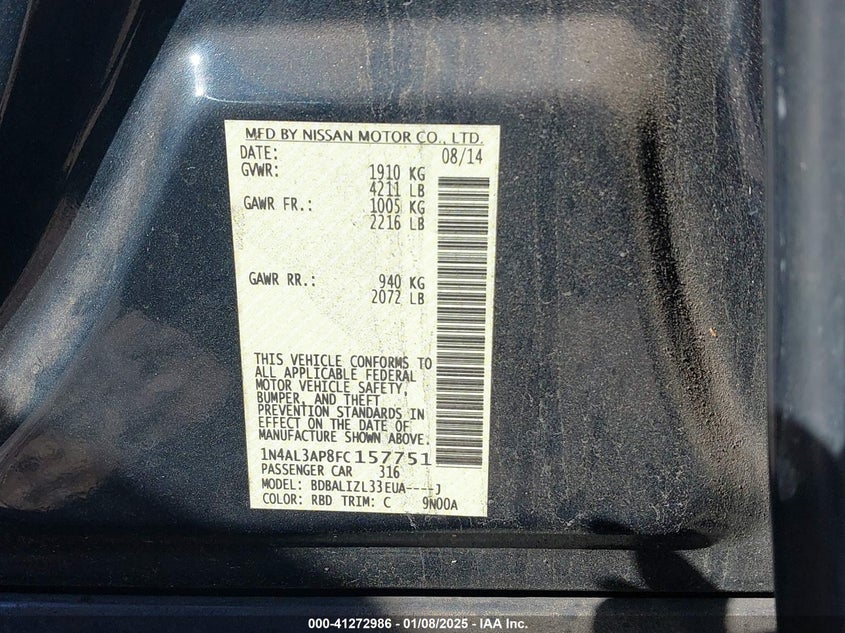 MFD BY NISSAN MOTOR CO., LTD.
DATE: 08/14
GVWR: 1910 KG
4211 LB
GAWR FR.: 1005 KG
2216 LB
GAWR RR.: 940 KG
2072 LB
THIS VEHICLE CONFORMS TO
ALL APPLICABLE FEDERAL
MOTOR VEHICLE SAFETY,
BUMPER, AND THEFT
PREVENTION STANDARDS IN
EFFECT ON THE DATE OF
MANUFACTURE SHOWN ABOVE.
1N4AL3AP8FC157751
PASSENGER CAR 316
MODEL: BDBALIZL33EUA----J
COLOR: RBD TRIM: C 9N00A
000-41272986 - 01/08/2025 - IAA Inc.